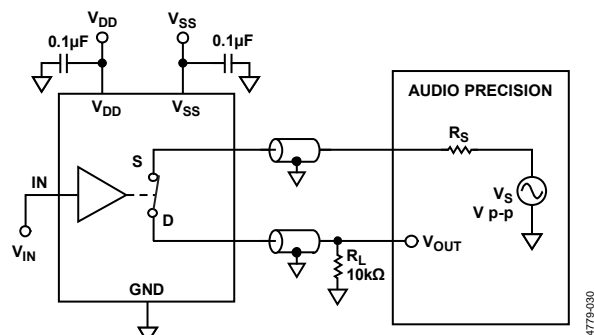 VDD
VSS
0.1µF
0.1µF
VDD
VSS
AUDIO PRECISION
RS
S
IN
VS
V p-p
D
VIN
VOUT
RL
10kΩ
GND
4779-030